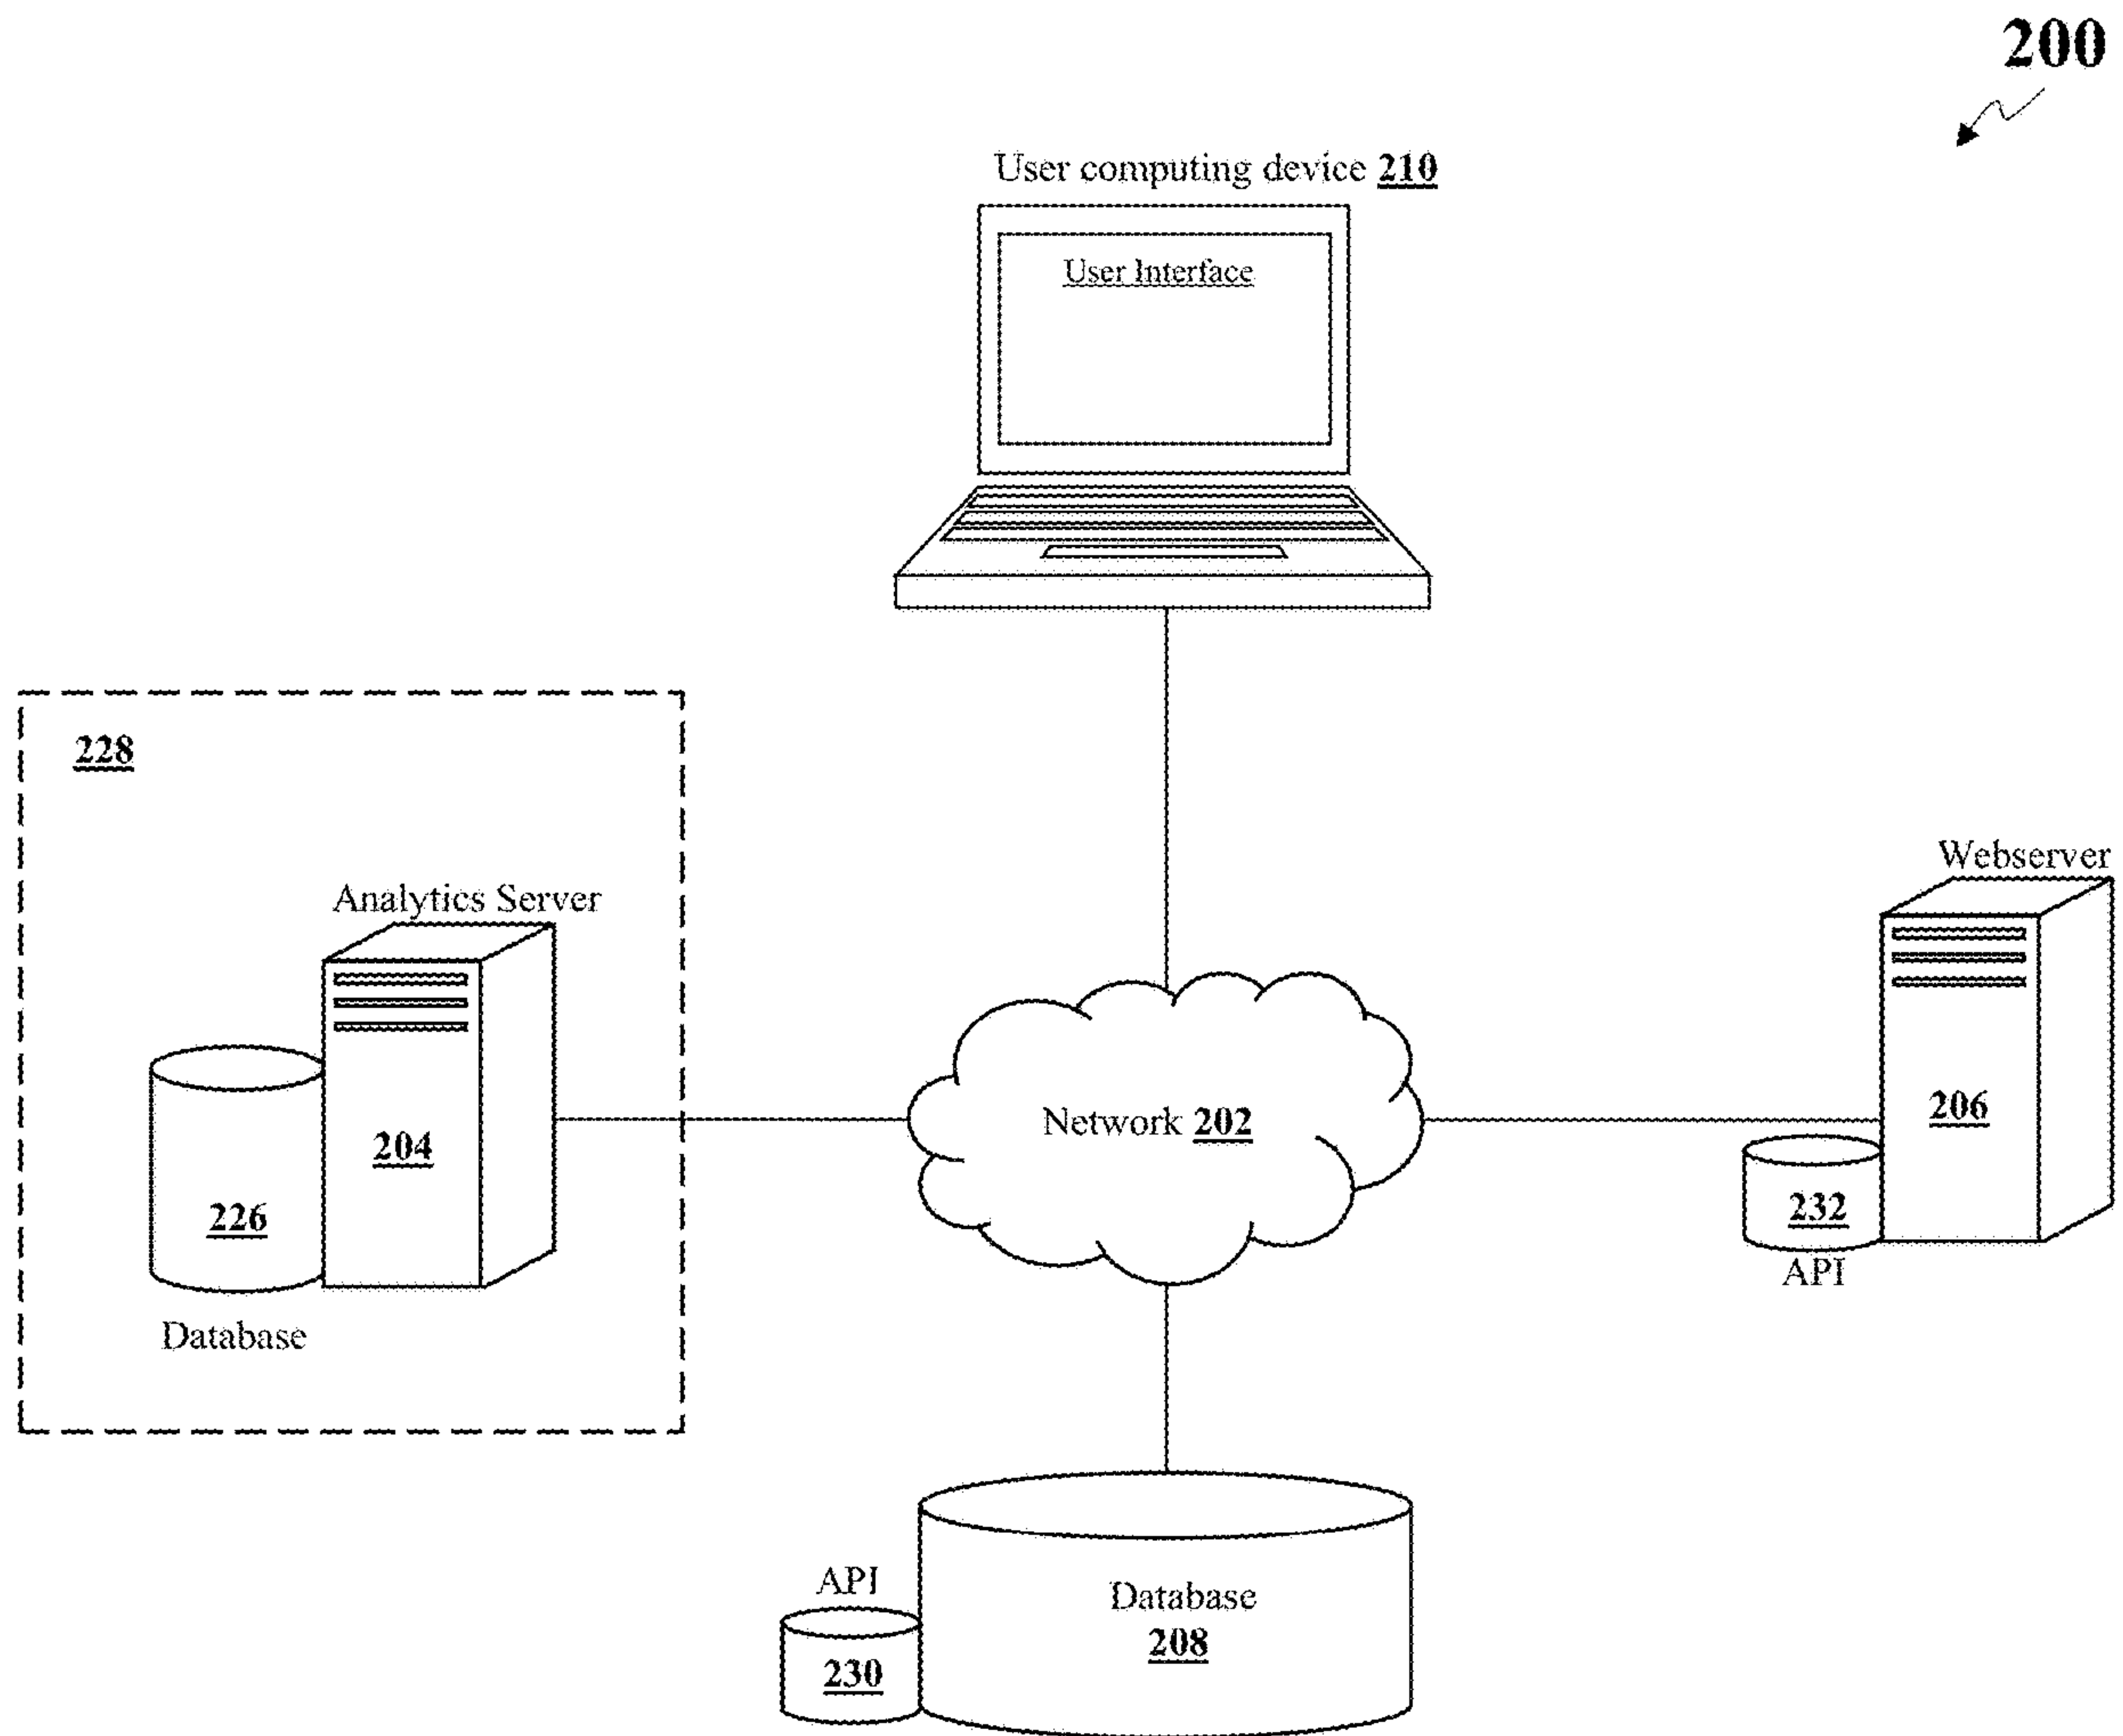 200
User computing device 210
User Interface
228
Webserver
Analytics Server
206
Network 202
204
232
226
API
Database
API
Database
208
230